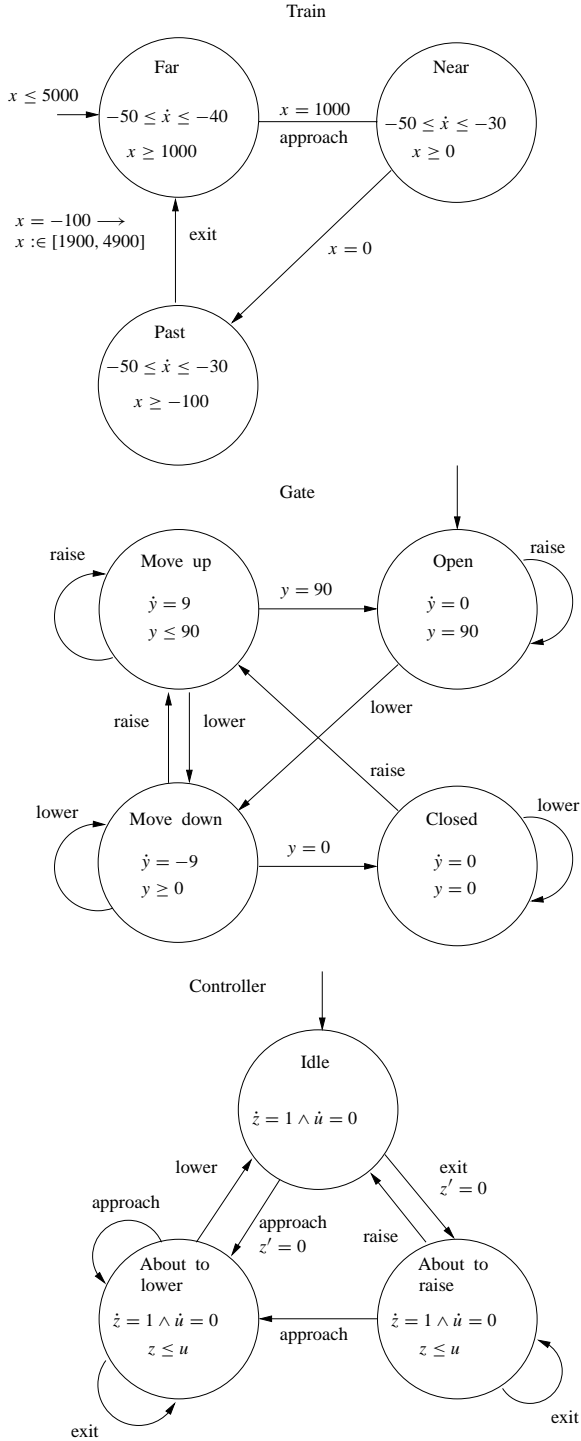 Train
Far
Near
x ≤ 5000
−50 ≤ ẋ ≤ −40
x ≥ 1000
x = 1000
approach
−50 ≤ ẋ ≤ −30
x ≥ 0
x = −100 ⟶
x :∈ [1900, 4900]
exit
x = 0
Past
−50 ≤ ẋ ≤ −30
x ≥ −100
Gate
raise
Move up
ẏ = 9
y ≤ 90
y = 90
Open
ẏ = 0
y = 90
raise
raise
lower
lower
raise
lower
Move down
ẏ = −9
y ≥ 0
y = 0
Closed
ẏ = 0
y = 0
lower
Controller
Idle
ż = 1 ∧ u̇ = 0
lower
approach
z′ = 0
exit
z′ = 0
raise
approach
About to
lower
ż = 1 ∧ u̇ = 0
z ≤ u
approach
About to
raise
ż = 1 ∧ u̇ = 0
z ≤ u
exit
exit